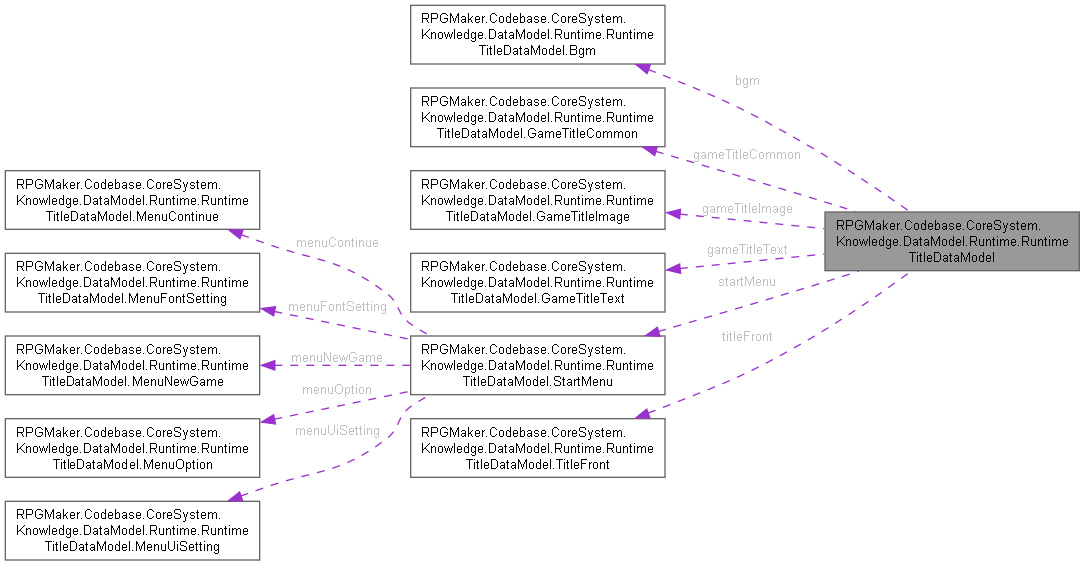 RPGMaker.Codebase.CoreSystem.
Knowledge.DataModel.Runtime.Runtime
TitleDataModel.Bgm
bgm
RPGMaker.Codebase.CoreSystem.
Knowledge.DataModel.Runtime.Runtime
TitleDataModel.GameTitleCommon
gameTitleCommon
RPGMaker.Codebase.CoreSystem.
Knowledge.DataModel.Runtime.Runtime
TitleDataModel.MenuContinue
RPGMaker.Codebase.CoreSystem.
Knowledge.DataModel.Runtime.Runtime
TitleDataModel.GameTitleImage
gameTitleImage
RPGMaker.Codebase.CoreSystem.
Knowledge.DataModel.Runtime.Runtime
TitleDataModel
menuContinue
gameTitleText
RPGMaker.Codebase.CoreSystem.
Knowledge.DataModel.Runtime.Runtime
TitleDataModel.MenuFontSetting
menuFontSetting
RPGMaker.Codebase.CoreSystem.
Knowledge.DataModel.Runtime.Runtime
TitleDataModel.GameTitleText
startMenu
RPGMaker.Codebase.CoreSystem.
Knowledge.DataModel.Runtime.Runtime
TitleDataModel.MenuNewGame
menuNewGame
RPGMaker.Codebase.CoreSystem.
Knowledge.DataModel.Runtime.Runtime
TitleDataModel.StartMenu
titleFront
menuOption
RPGMaker.Codebase.CoreSystem.
Knowledge.DataModel.Runtime.Runtime
TitleDataModel.MenuOption
menuUiSetting
RPGMaker.Codebase.CoreSystem.
Knowledge.DataModel.Runtime.Runtime
TitleDataModel.TitleFront
RPGMaker.Codebase.CoreSystem.
Knowledge.DataModel.Runtime.Runtime
TitleDataModel.MenuUiSetting